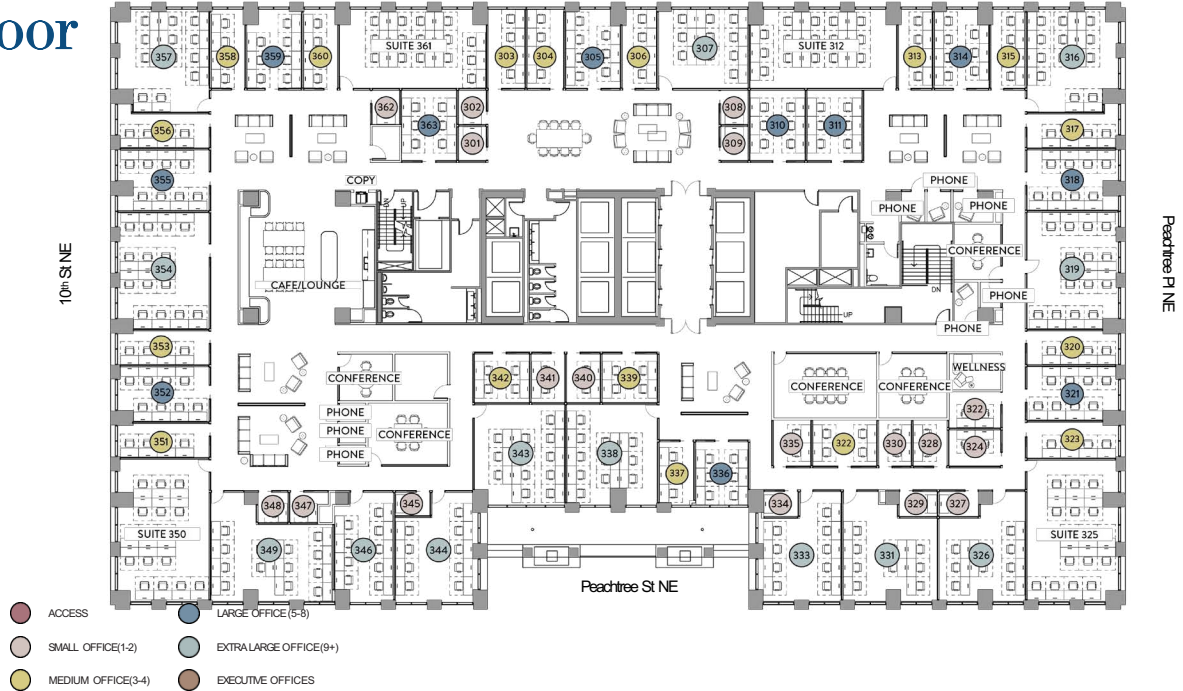 oor
357
358
359
360
SUITE 361
303
304
305
306
307
SUITE 312
313
314
315
316
362
363
302
301
308
309
310
311
356
317
355
318
COPY
DN
UP
PHONE
PHONE
PHONE
10th St NE
354
CAFE/LOUNGE
CONFERENCE
319
Peachtree Pl NE
DN
PHONE
UP
PHONE
353
320
352
CONFERENCE
342
341
340
339
CONFERENCE
CONFERENCE
WELLNESS
321
PHONE
322
351
PHONE
CONFERENCE
335
322
330
328
324
323
PHONE
343
338
337
336
348
347
345
334
329
327
SUITE 350
349
346
344
333
331
326
SUITE 325
Peachtree St NE
ACCESS
LARGE OFFICE (5-8)
SMALL OFFICE(1-2)
EXTRA LARGE OFFICE(9+)
MEDIUM OFFICE(3-4)
EXECUTIVE OFFICES